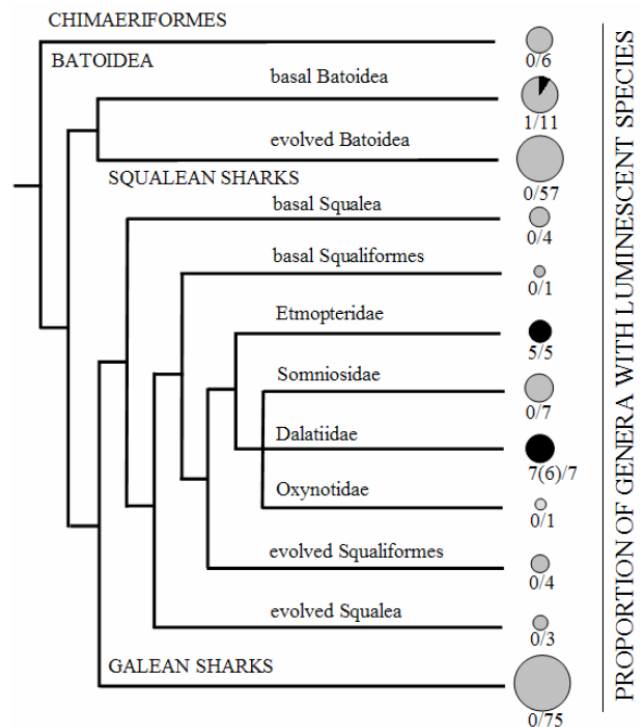 CHIMAERIFORMES
0/6
BATOIDEA
basal Batoidea
1/11
evolved Batoidea
0/57
SQUALEAN SHARKS
basal Squalea
0/4
basal Squaliformes
0/1
Etmopteridae
5/5
Somniosidae
0/7
Dalatiidae
7(6)/7
Oxynotidae
0/1
evolved Squaliformes
0/4
evolved Squalea
0/3
GALEAN SHARKS
0/75
PROPORTION OF GENERA WITH LUMINESCENT SPECIES